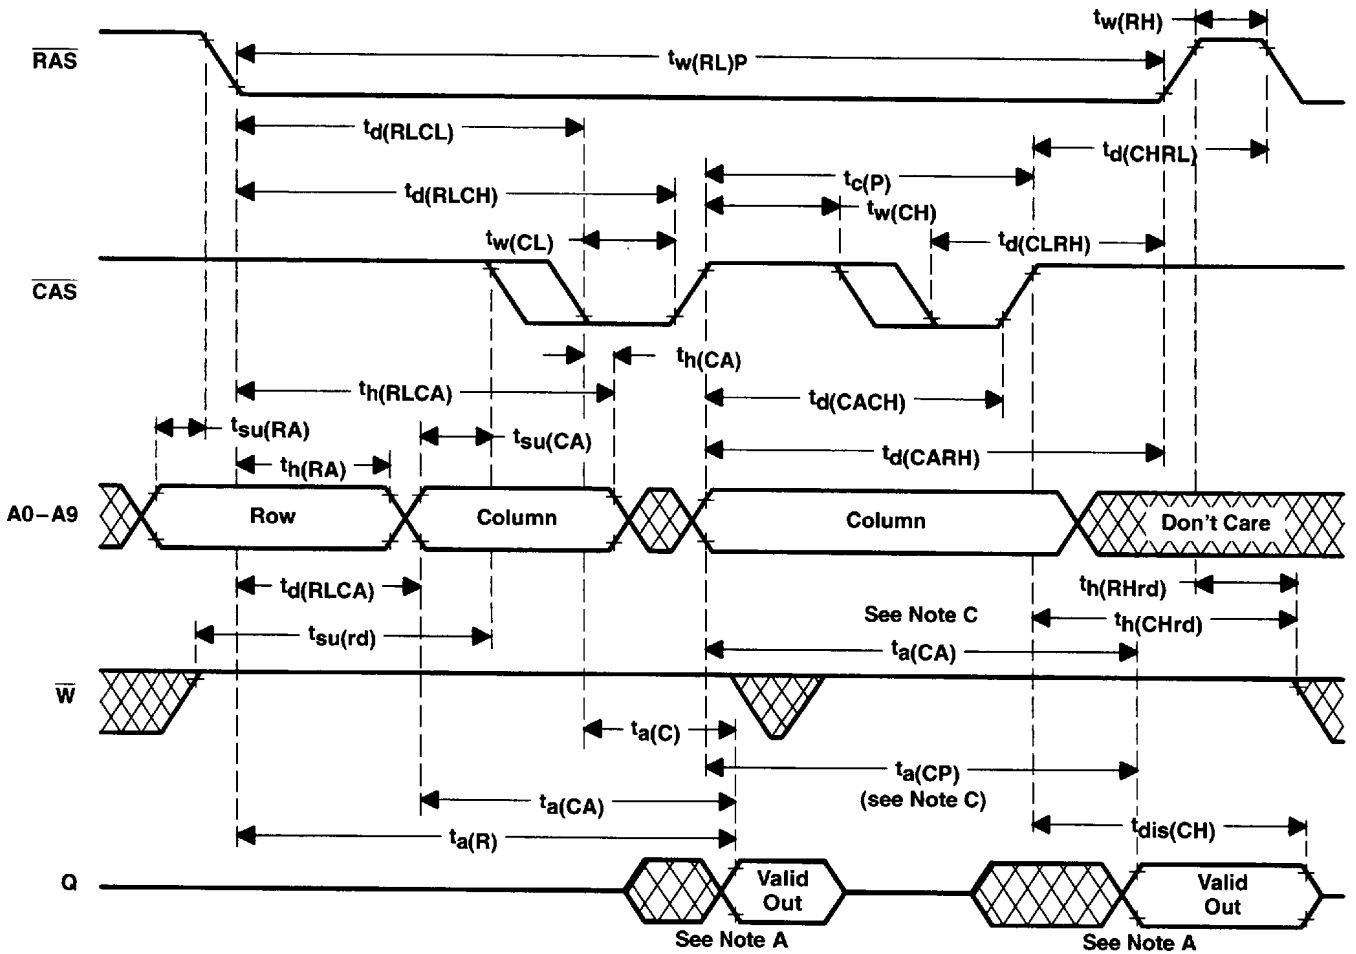 tw(RH)
RAS
tw(RL)P
td(RLCL)
td(CHRL)
tc(P)
td(RLCH)
tw(CH)
tw(CL)
td(CLRH)
CAS
th(CA)
th(RLCA)
td(CACH)
tsu(RA)
tsu(CA)
td(CARH)
th(RA)
A0–A9
Row
Column
Column
Don't Care
td(RLCA)
th(RHrd)
See Note C
th(CHrd)
tsu(rd)
ta(CA)
W
ta(C)
ta(CP)
(see Note C)
ta(CA)
tdis(CH)
ta(R)
Q
Valid
Out
Valid
Out
See Note A
See Note A